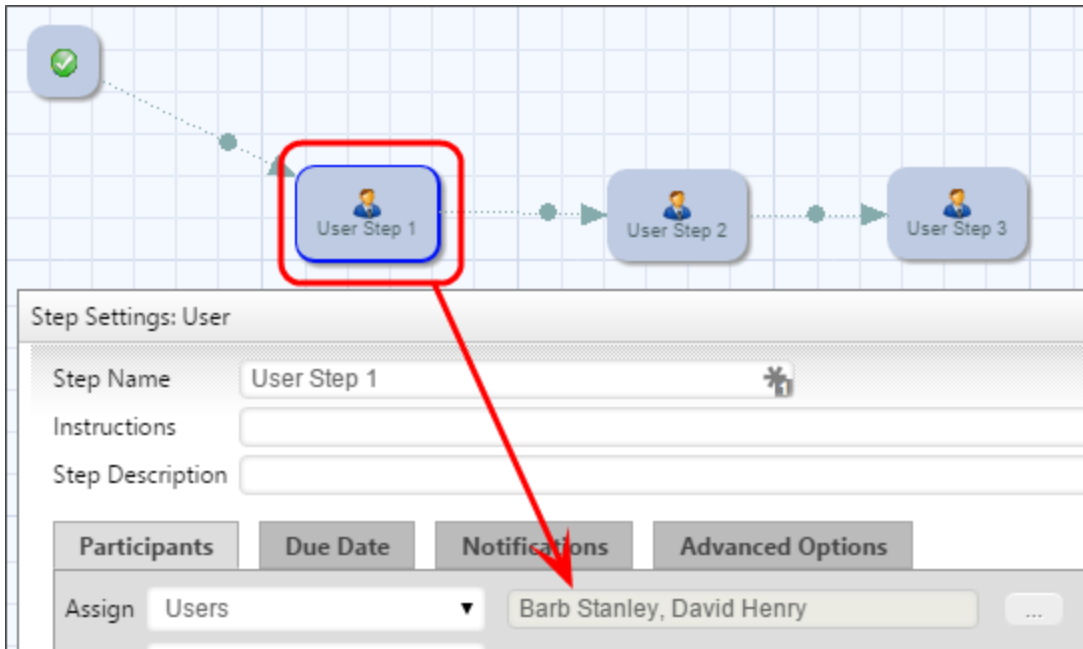 User Step 1
User Step 2
User Step 3
Step Settings: User
Step Name User Step 1
Instructions
Step Description
Participants Due Date Notifications Advanced Options
Assign Users Barb Stanley, David Henry ...